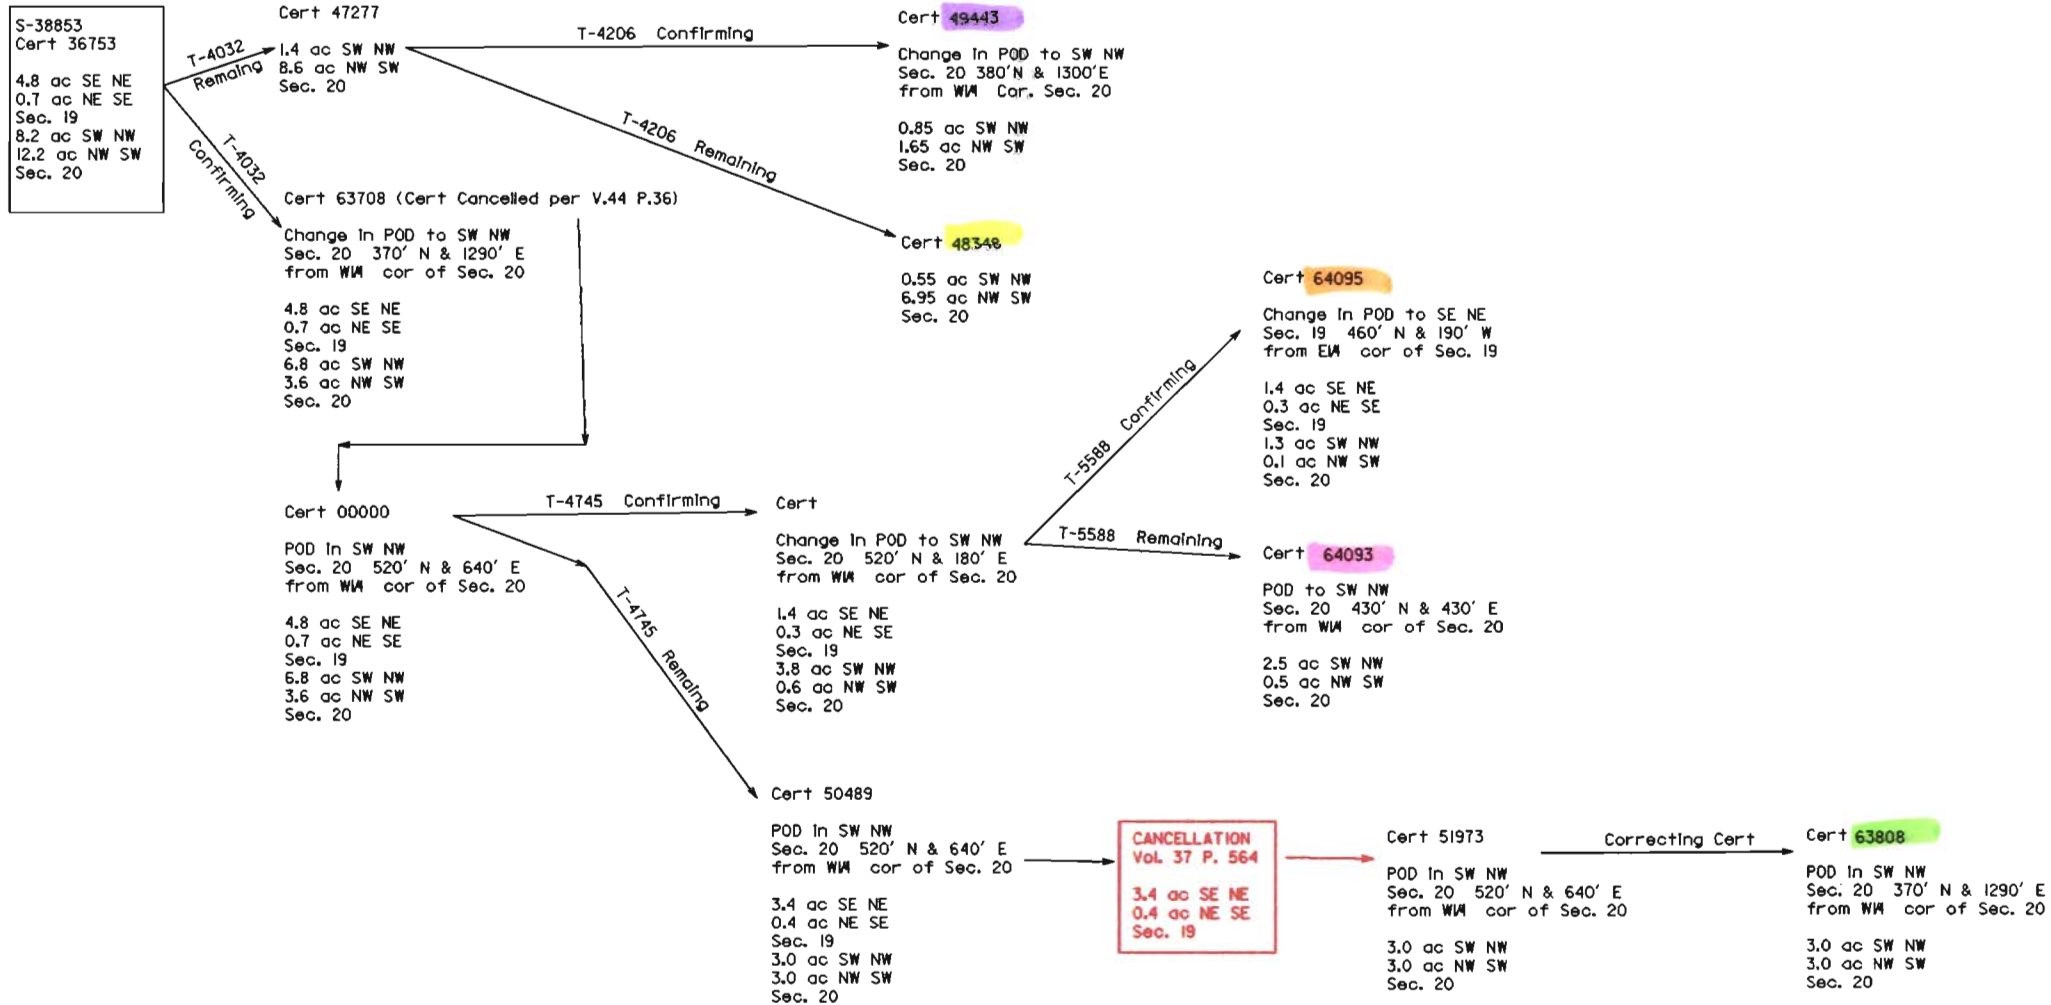 S-38853
Cert 36753
4.8 ac SE NE
0.7 ac NE SE
Sec. 19
8.2 ac SW NW
12.2 ac NW SW
Sec. 20
T-4032
Remaing
T-4032
Confirming
Cert 47277
1.4 ac SW NW
8.6 ac NW SW
Sec. 20
T-4206 Confirming
T-4206 Remaining
Cert 49443
Change in POD to SW NW
Sec. 20 380' N & 1300' E
from W1/4 Cor. Sec. 20
0.85 ac SW NW
1.65 ac NW SW
Sec. 20
Cert 48348
0.55 ac SW NW
6.95 ac NW SW
Sec. 20
Cert 63708 (Cert Cancelled per V.44 P.36)
Change in POD to SW NW
Sec. 20 370' N & 1290' E
from W1/4 cor of Sec. 20
4.8 ac SE NE
0.7 ac NE SE
Sec. 19
6.8 ac SW NW
3.6 ac NW SW
Sec. 20
Cert 00000
POD in SW NW
Sec. 20 520' N & 640' E
from W1/4 cor of Sec. 20
4.8 ac SE NE
0.7 ac NE SE
Sec. 19
6.8 ac SW NW
3.6 ac NW SW
Sec. 20
T-4745 Confirming
T-4745 Remaing
Cert
Change in POD to SW NW
Sec. 20 520' N & 180' E
from W1/4 cor of Sec. 20
1.4 ac SE NE
0.3 ac NE SE
Sec. 19
3.8 ac SW NW
0.6 ac NW SW
Sec. 20
T-5588 Confirming
T-5588 Remaining
Cert 64095
Change in POD to SE NE
Sec. 19 460' N & 190' W
from E1/4 cor of Sec. 19
1.4 ac SE NE
0.3 ac NE SE
Sec. 19
1.3 ac SW NW
0.1 ac NW SW
Sec. 20
Cert 64093
POD to SW NW
Sec. 20 430' N & 430' E
from W1/4 cor of Sec. 20
2.5 ac SW NW
0.5 ac NW SW
Sec. 20
Cert 50489
POD in SW NW
Sec. 20 520' N & 640' E
from W1/4 cor of Sec. 20
3.4 ac SE NE
0.4 ac NE SE
Sec. 19
3.0 ac SW NW
3.0 ac NW SW
Sec. 20
CANCELLATION
Vol. 37 P. 564
3.4 ac SE NE
0.4 ac NE SE
Sec. 19
Cert 51973
POD in SW NW
Sec. 20 520' N & 640' E
from W1/4 cor of Sec. 20
3.0 ac SW NW
3.0 ac NW SW
Sec. 20
Correcting Cert
Cert 63808
POD in SW NW
Sec. 20 370' N & 1290' E
from W1/4 cor of Sec. 20
3.0 ac SW NW
3.0 ac NW SW
Sec. 20